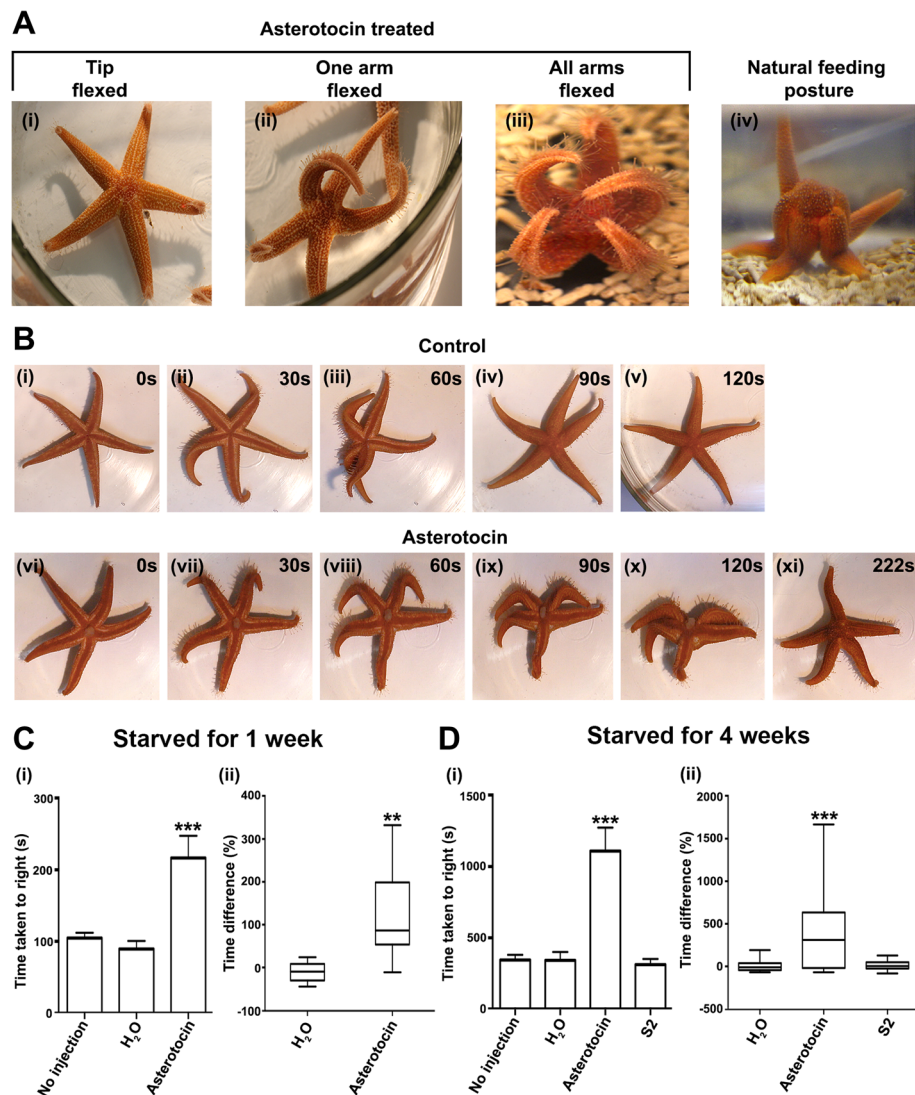 A
Asterotocin treated
Tip
flexed
One arm
flexed
All arms
flexed
Natural feeding
posture
(i)
(ii)
(iii)
(iv)
B
Control
(i) 0s
(ii) 30s
(iii) 60s
(iv) 90s
(v) 120s
Asterotocin
(vi) 0s
(vii) 30s
(viii) 60s
(ix) 90s
(x) 120s
(xi) 222s
C Starved for 1 week
(i)
Time taken to right (s)
300
200
100
0
***
No injection
H2O
Asterotocin
(ii)
Time difference (%)
400
300
200
100
0
-100
**
H2O
Asterotocin
D Starved for 4 weeks
(i)
Time taken to right (s)
1500
1000
500
0
***
No injection
H2O
Asterotocin
S2
(ii)
Time difference (%)
2000
1500
1000
500
0
-500
***
H2O
Asterotocin
S2